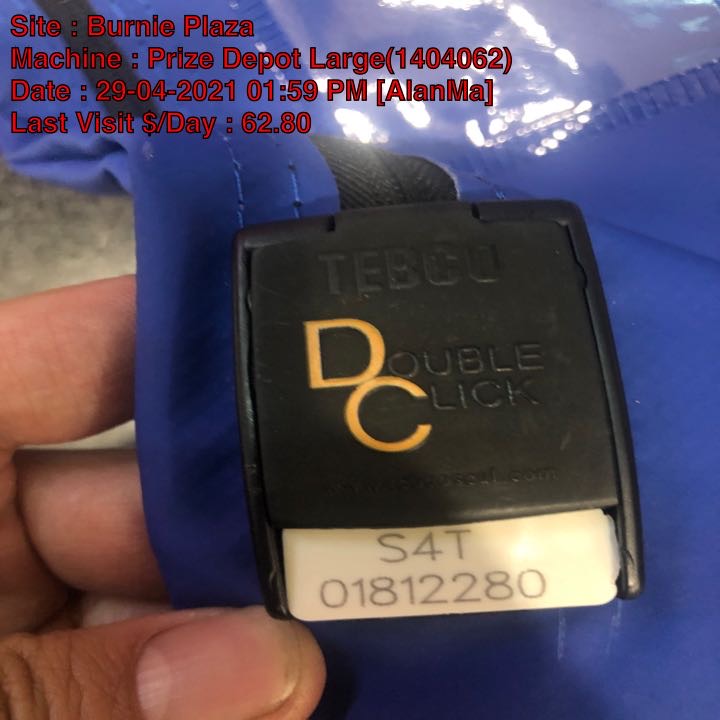 Site : Burnie Plaza
Machine : Prize Depot Large(1404062)
Date : 29-04-2021 01:59 PM [AlanMa]
Last Visit $/Day : 62.80
TEBCO
DOUBLE
CLICK
S4T
01812280